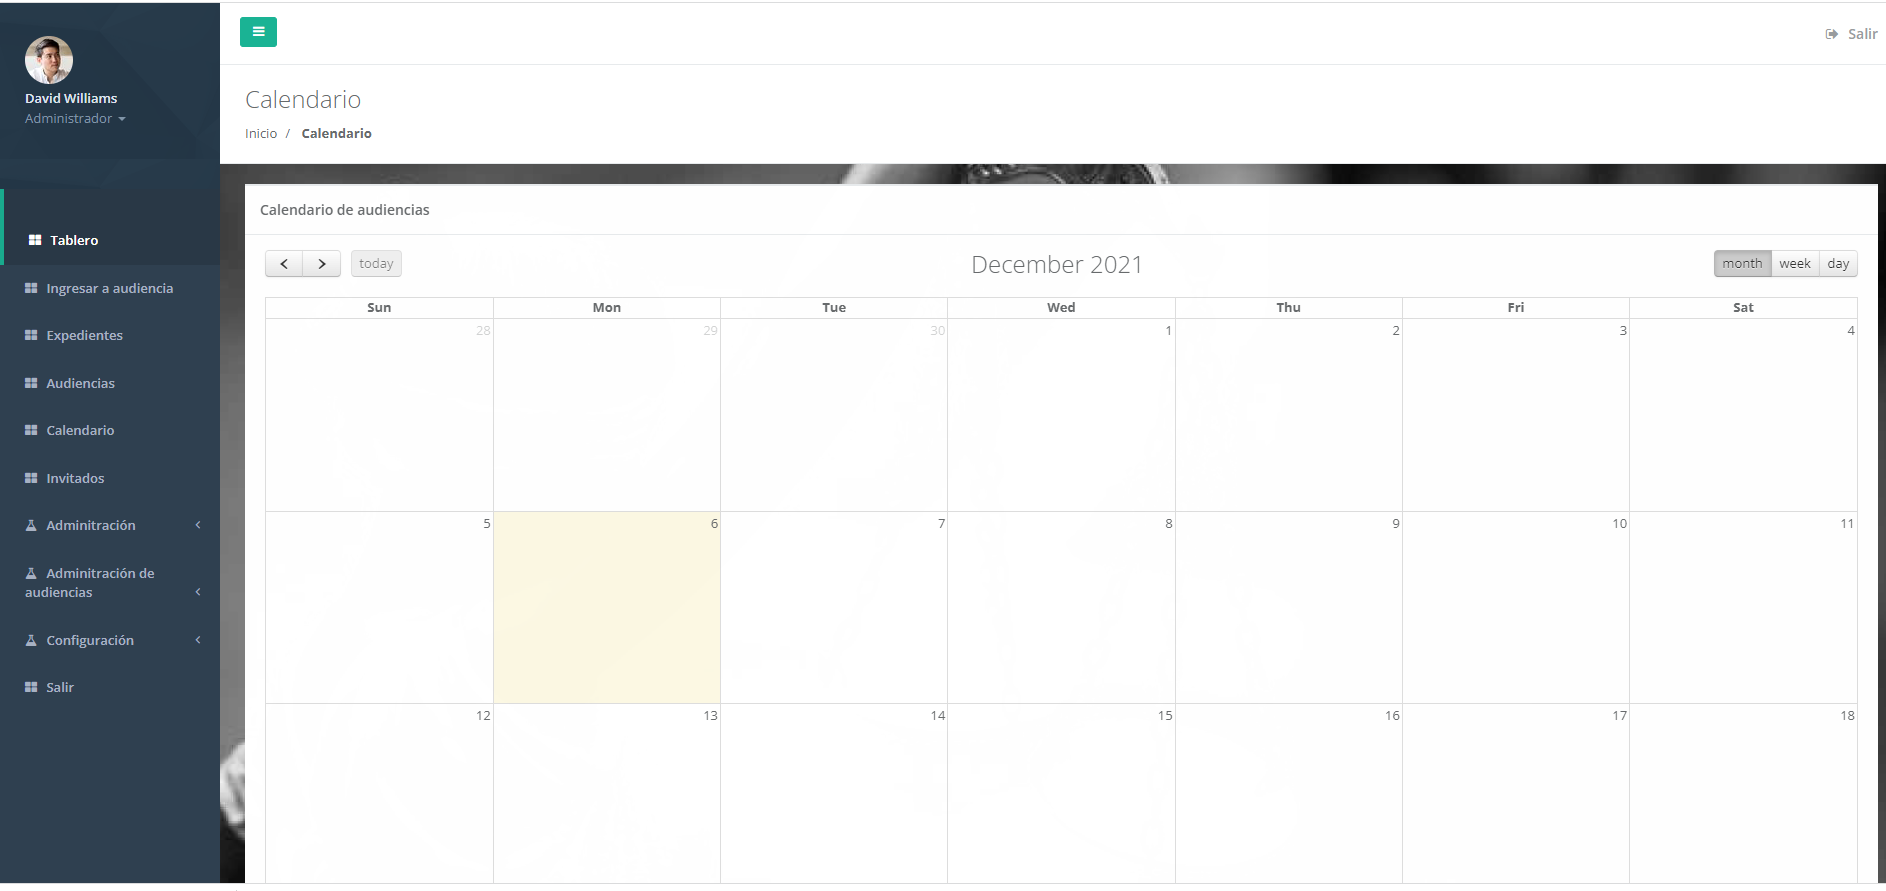 David Williams
Administrador
Tablero
Ingresar a audiencia
Expedientes
Audiencias
Calendario
Invitados
Adminitración
Adminitración de
audiencias
Configuración
Salir
Salir
Calendario
Inicio / Calendario
Calendario de audiencias
today
December 2021
month week day
Sun Mon Tue Wed Thu Fri Sat
28 29 30 1 2 3 4
5 6 7 8 9 10 11
12 13 14 15 16 17 18